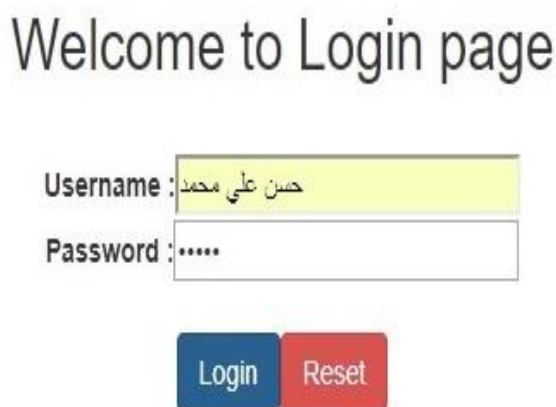 Welcome to Login page
Username : حسن علي محمد
Password : •••••
Login Reset